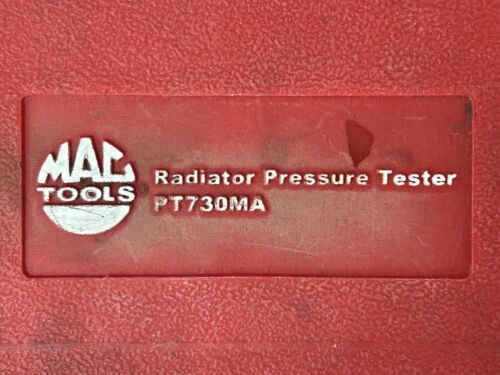 MAC
TOOLS®
Radiator Pressure Tester
PT730MA